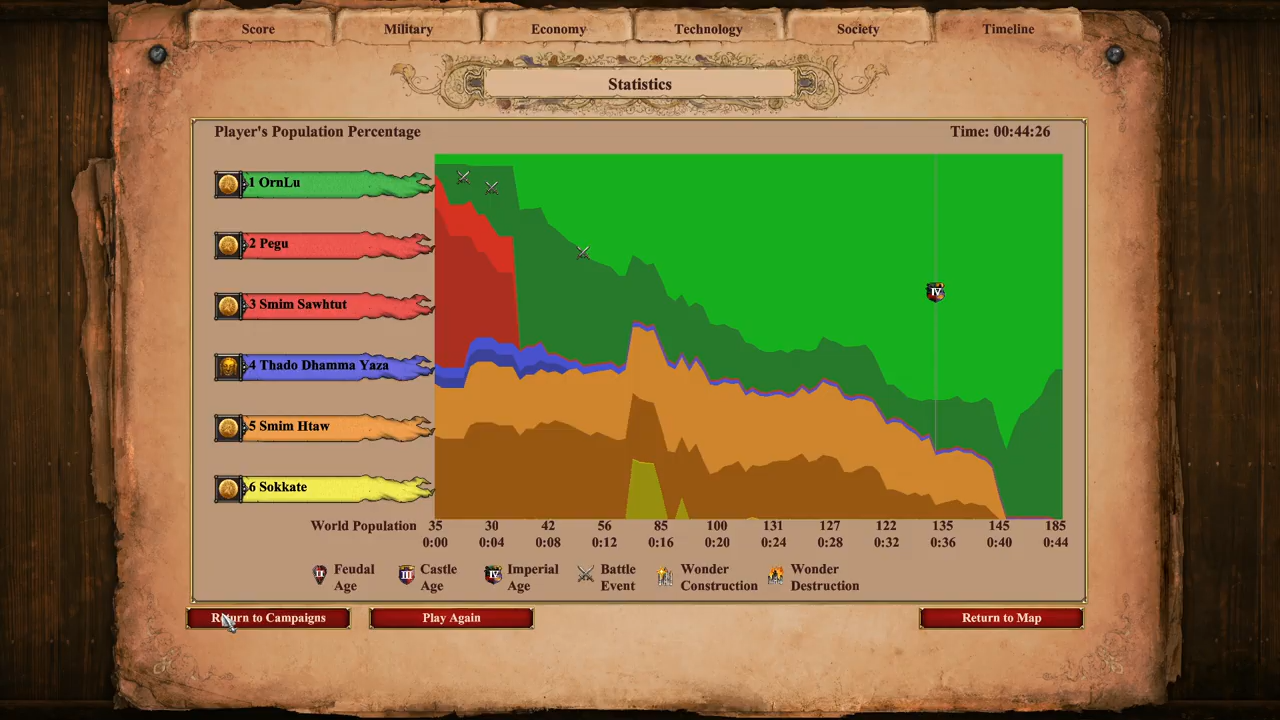 Score Military Economy Technology Society Timeline
Statistics
Player's Population Percentage
Time: 00:44:26
1 OrnLu
2 Pegu
3 Smim Sawhtut
4 Thado Dhamma Yaza
5 Smim Htaw
6 Sokkate
World Population 35 30 42 56 85 100 131 127 122 135 145 185
0:00 0:04 0:08 0:12 0:16 0:20 0:24 0:28 0:32 0:36 0:40 0:44
Feudal Age
Castle Age
Imperial Age
Battle Event
Wonder Construction
Wonder Destruction
Return to Campaigns
Play Again
Return to Map